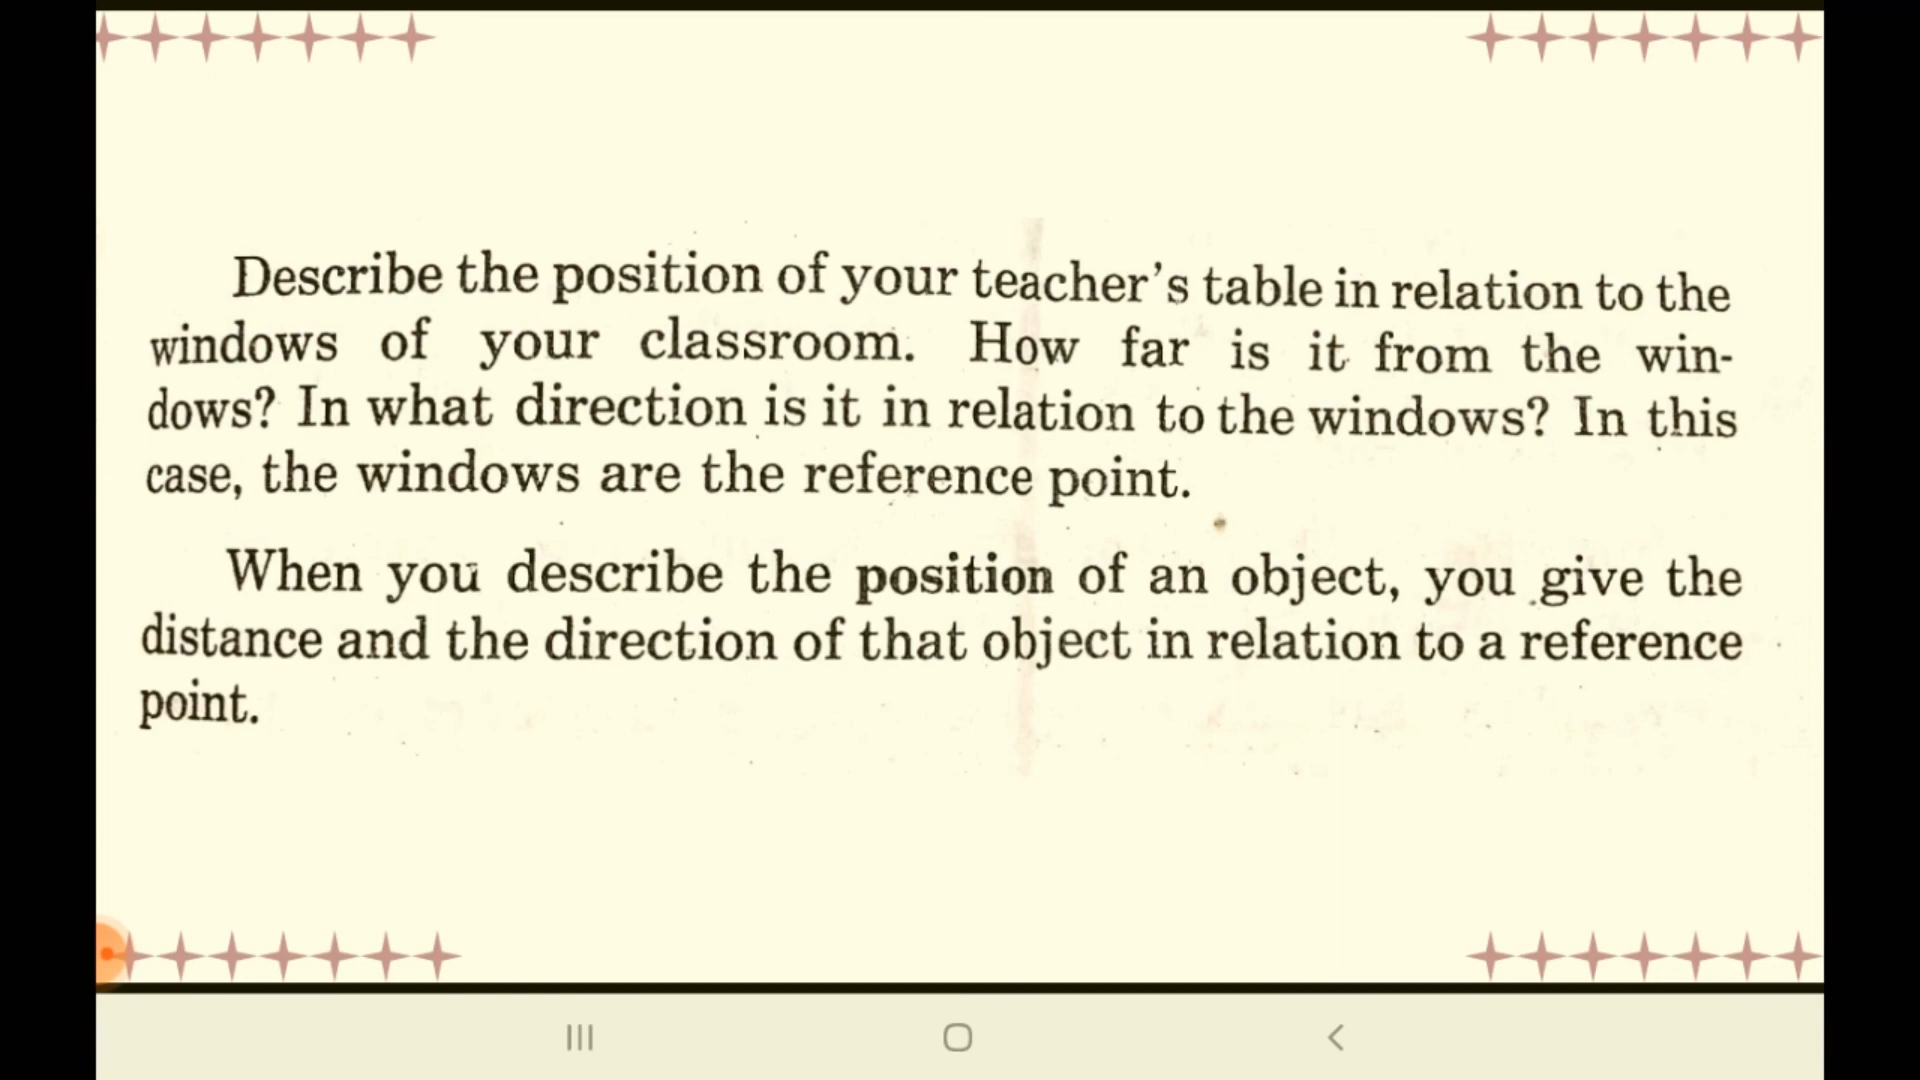 Describe the position of your teacher's table in relation to the
windows of your classroom. How far is it from the win-
dows? In what direction is it in relation to the windows? In this
case, the windows are the reference point.
When you describe the position of an object, you give the
distance and the direction of that object in relation to a reference
point.